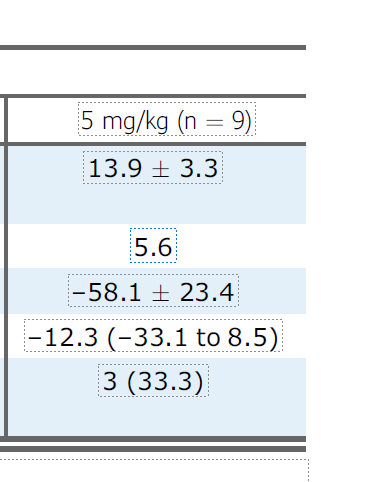 5 mg/kg (n = 9)
13.9 ± 3.3
5.6
−58.1 ± 23.4
−12.3 (−33.1 to 8.5)
3 (33.3)